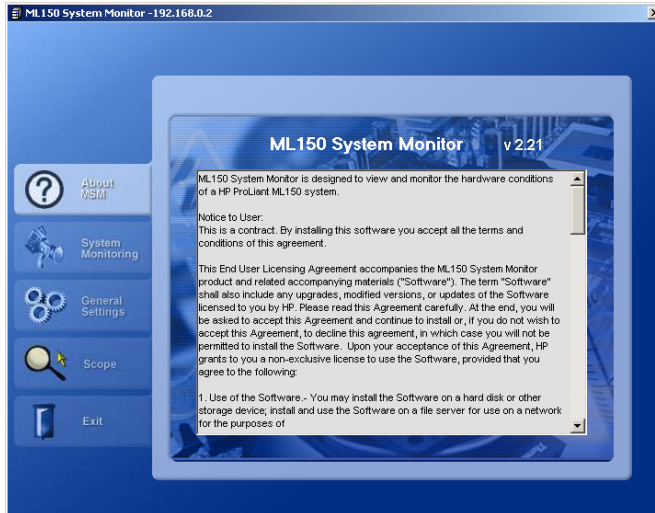 ML150 System Monitor -192.168.0.2
ML150 System Monitor v 2.21
About
MSM
System
Monitoring
General
Settings
Scope
Exit
ML150 System Monitor is designed to view and monitor the hardware conditions
of a HP ProLiant ML150 system.
Notice to User:
This is a contract. By installing this software you accept all the terms and
conditions of this agreement.
This End User Licensing Agreement accompanies the ML150 System Monitor
product and related accompanying materials ("Software"). The term "Software"
shall also include any upgrades, modified versions, or updates of the Software
licensed to you by HP. Please read this Agreement carefully. At the end, you will
be asked to accept this Agreement and continue to install or, if you do not wish to
accept this Agreement, to decline this agreement, in which case you will not be
permitted to install the Software. Upon your acceptance of this Agreement, HP
grants to you a non-exclusive license to use the Software, provided that you
agree to the following:
1. Use of the Software.- You may install the Software on a hard disk or other
storage device; install and use the Software on a file server for use on a network
for the purposes of